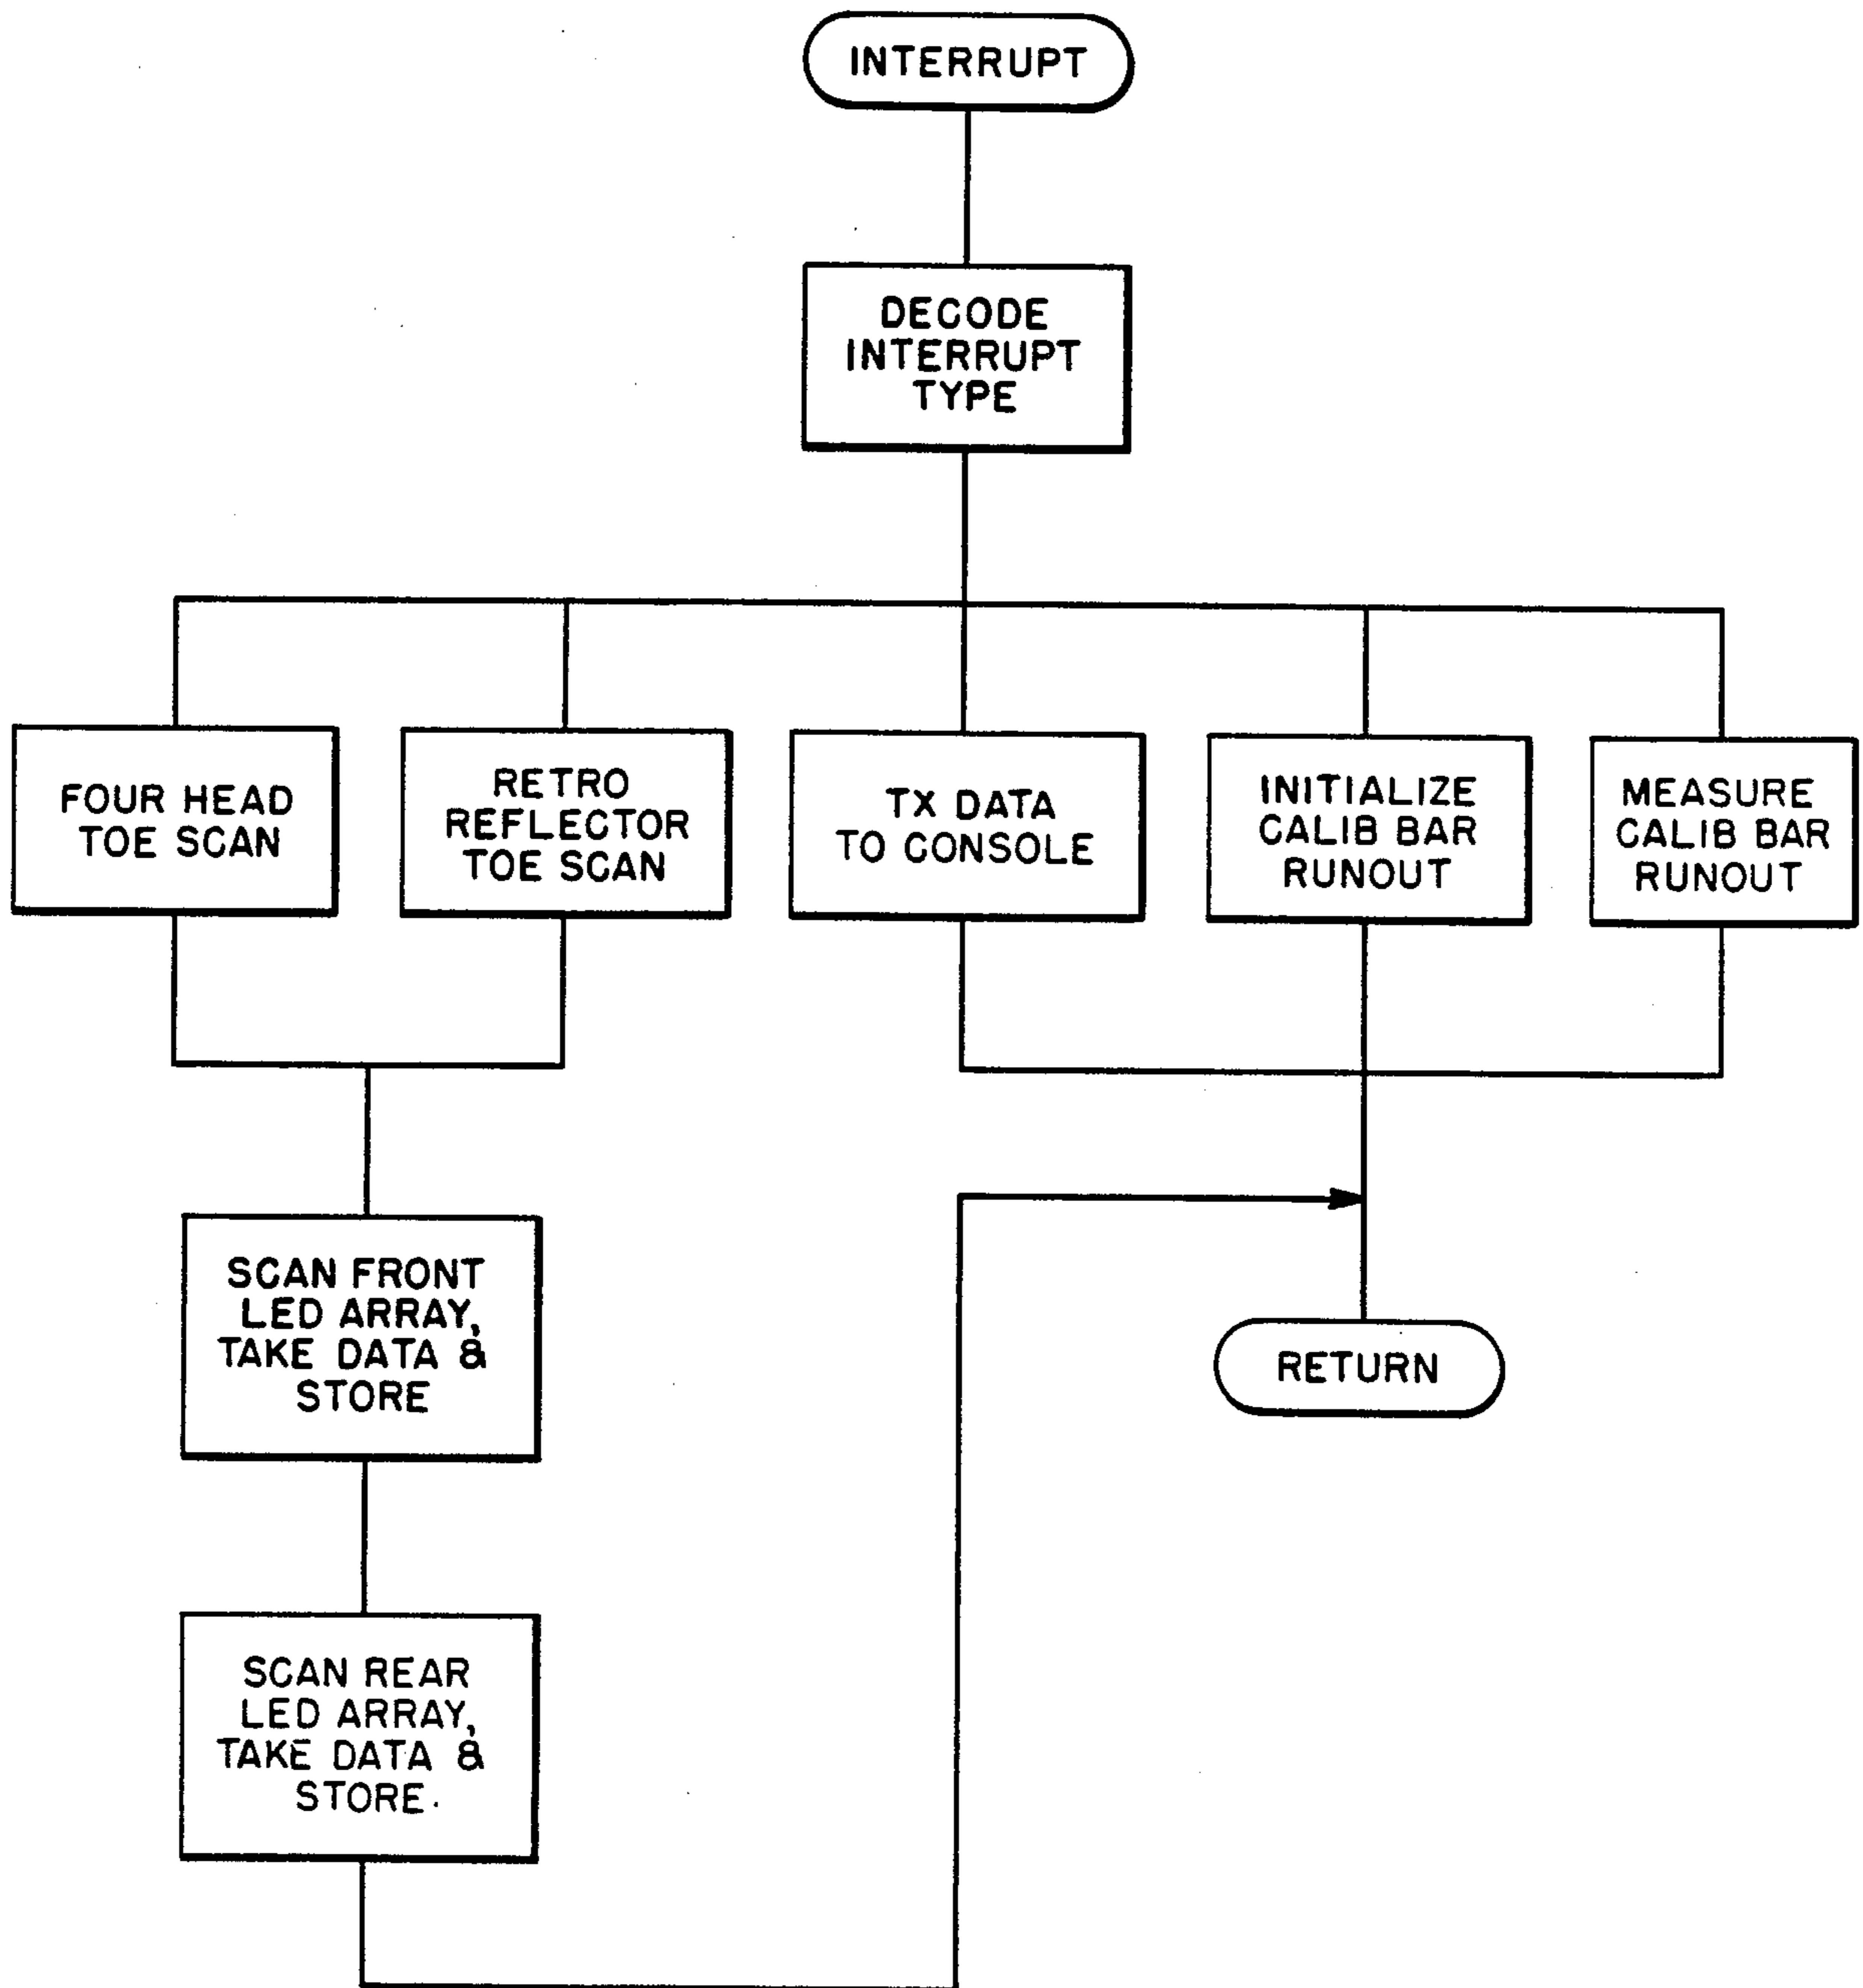 INTERRUPT
DECODE
INTERRUPT
TYPE
FOUR HEAD
TOE SCAN
RETRO
REFLECTOR
TOE SCAN
TX DATA
TO CONSOLE
INITIALIZE
CALIB BAR
RUNOUT
MEASURE
CALIB BAR
RUNOUT
SCAN FRONT
LED ARRAY,
TAKE DATA &
STORE
RETURN
SCAN REAR
LED ARRAY,
TAKE DATA &
STORE.